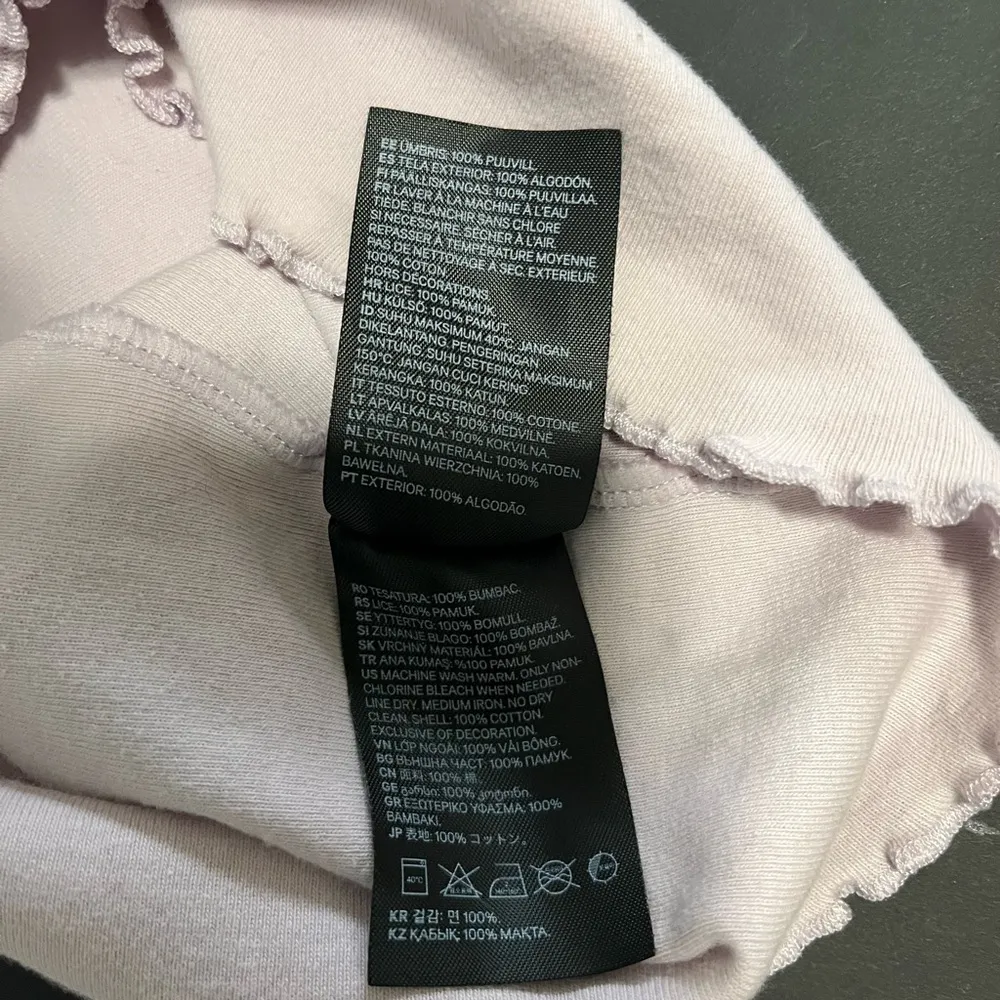 EE ÜMBRIS: 100% PUUVILL.
ES TELA EXTERIOR: 100% ALGODÓN.
FI PÄÄLLISKANGAS: 100% PUUVILLAA.
FR LAVER À LA MACHINE À L'EAU
TIÈDE. BLANCHIR SANS CHLORE
SI NÉCESSAIRE. SÉCHER À L'AIR.
REPASSER À TEMPÉRATURE MOYENNE
PAS DE NETTOYAGE À SEC. EXTERIEUR:
100% COTON.
HORS DÉCORATIONS.
HR LICE: 100% PAMUK.
HU KÜLSŐ: 100% PAMUT.
ID SUHU MAKSIMUM 40°C. JANGAN
DIKELANTANG. PENGERINGAN
GANTUNG. SUHU SETERIKA MAKSIMUM
150°C. JANGAN CUCI KERING
KERANGKA: 100% KATUN.
IT TESSUTO ESTERNO: 100% COTONE.
LT APVALKALAS: 100% MEDVILNĖ.
LV ĀRĒJĀ DAĻA: 100% KOKVILNA.
NL EXTERN MATERIAAL: 100% KATOEN.
PL TKANINA WIERZCHNIA: 100%
BAWEŁNA.
PT EXTERIOR: 100% ALGODÃO.
RO TESATURA: 100% BUMBAC.
RS LICE: 100% PAMUK.
SE YTTERTYG: 100% BOMULL.
SI ZUNANJE BLAGO: 100% BOMBAŽ.
SK VRCHNÝ MATERIÁL: 100% BAVLNA.
TR ANA KUMAŞ: %100 PAMUK.
US MACHINE WASH WARM. ONLY NON-
CHLORINE BLEACH WHEN NEEDED.
LINE DRY. MEDIUM IRON. NO DRY
CLEAN. SHELL: 100% COTTON.
EXCLUSIVE OF DECORATION.
VN LỚP NGOÀI: 100% VẢI BÔNG.
BG ВЪНШНА ЧАСТ: 100% ПАМУК.
CN 面料: 100% 棉.
GE გარსი: 100% კოტონი.
GR ΕΞΩΤΕΡΙΚΟ ΥΦΑΣΜΑ: 100%
ΒΑΜΒΑΚΙ.
JP 表地: 100% コットン。
40°C
KR 겉감: 면 100%.
KZ ҚАБЫҚ: 100% МАҚТА.